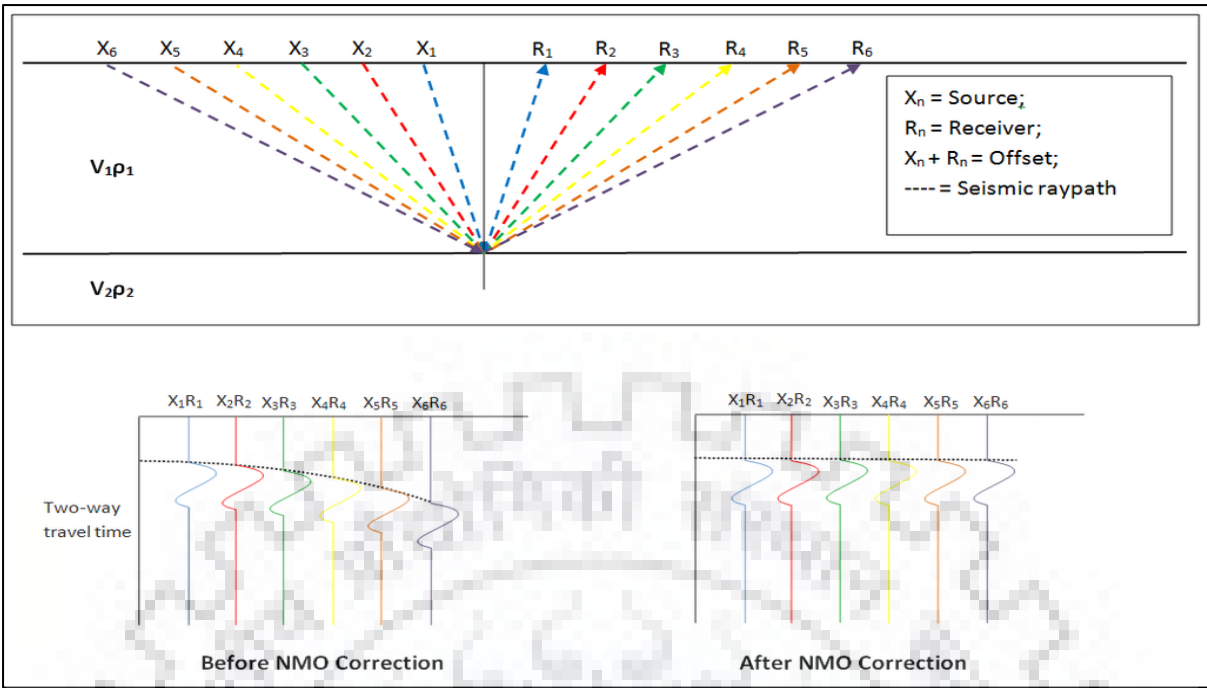 X₆ X₅ X₄ X₃ X₂ X₁ R₁ R₂ R₃ R₄ R₅ R₆
Xₙ = Source;
Rₙ = Receiver;
Xₙ + Rₙ = Offset;
---- = Seismic raypath
V₁ρ₁
V₂ρ₂
X₁R₁ X₂R₂ X₃R₃ X₄R₄ X₅R₅ X₆R₆
Two-way
travel time
Before NMO Correction
X₁R₁ X₂R₂ X₃R₃ X₄R₄ X₅R₅ X₆R₆
After NMO Correction